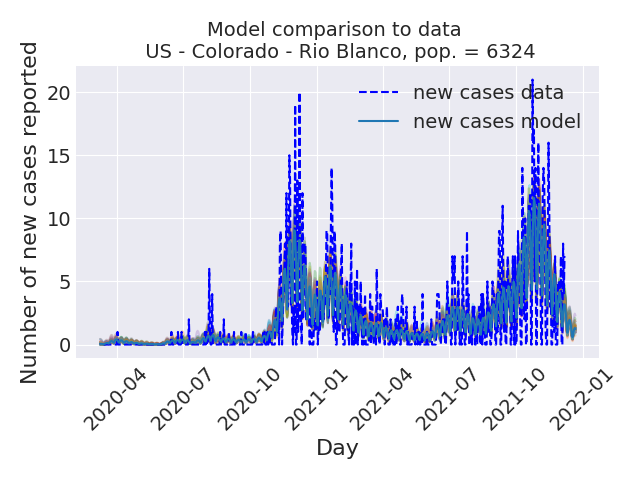 Model comparison to data
US - Colorado - Rio Blanco, pop. = 6324
Number of new cases reported
20
15
10
5
0
new cases data
new cases model
2020-04
2020-07
2020-10
2021-01
2021-04
2021-07
2021-10
2022-01
Day